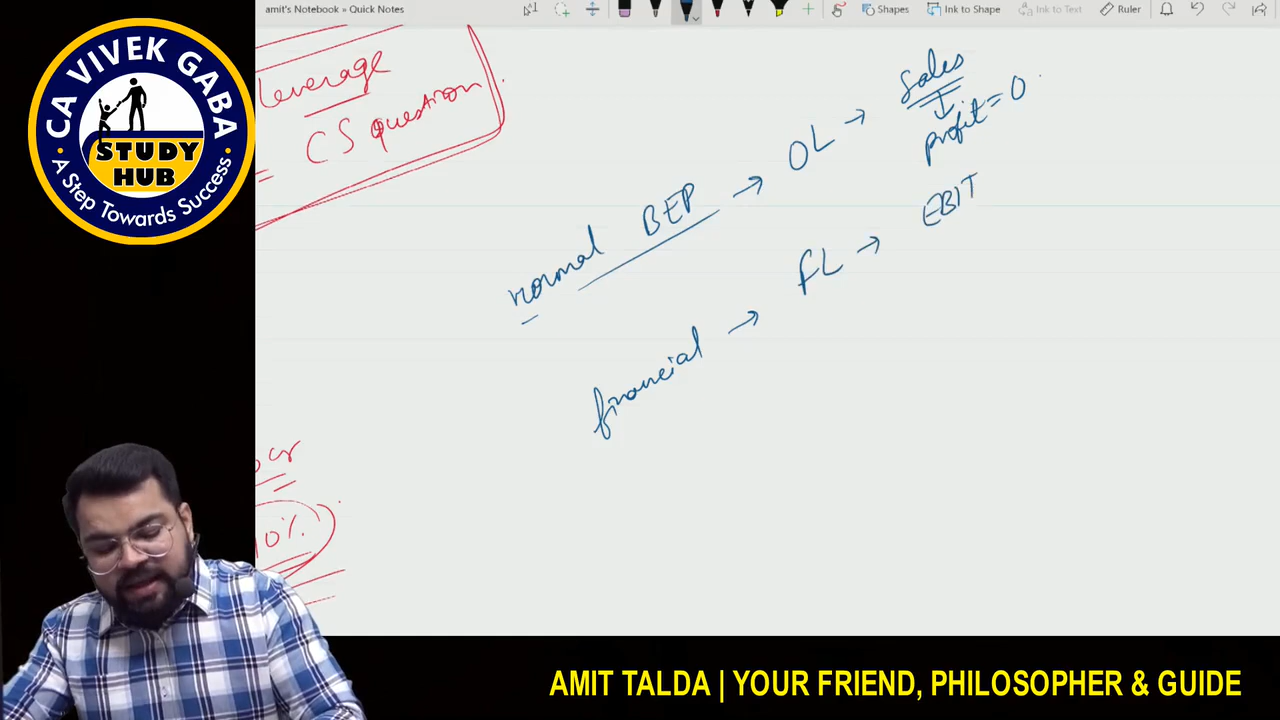 amit's Notebook » Quick Notes
Shapes
Ink to Shape
Ink to Text
Ruler
CA VIVEK GABA
STUDY
HUB
A Step Towards Success
leverage
= CS question
normal BEP → OL → Sales
profit = 0
financial → FL → EBIT
cr
10%
AMIT TALDA | YOUR FRIEND, PHILOSOPHER & GUIDE